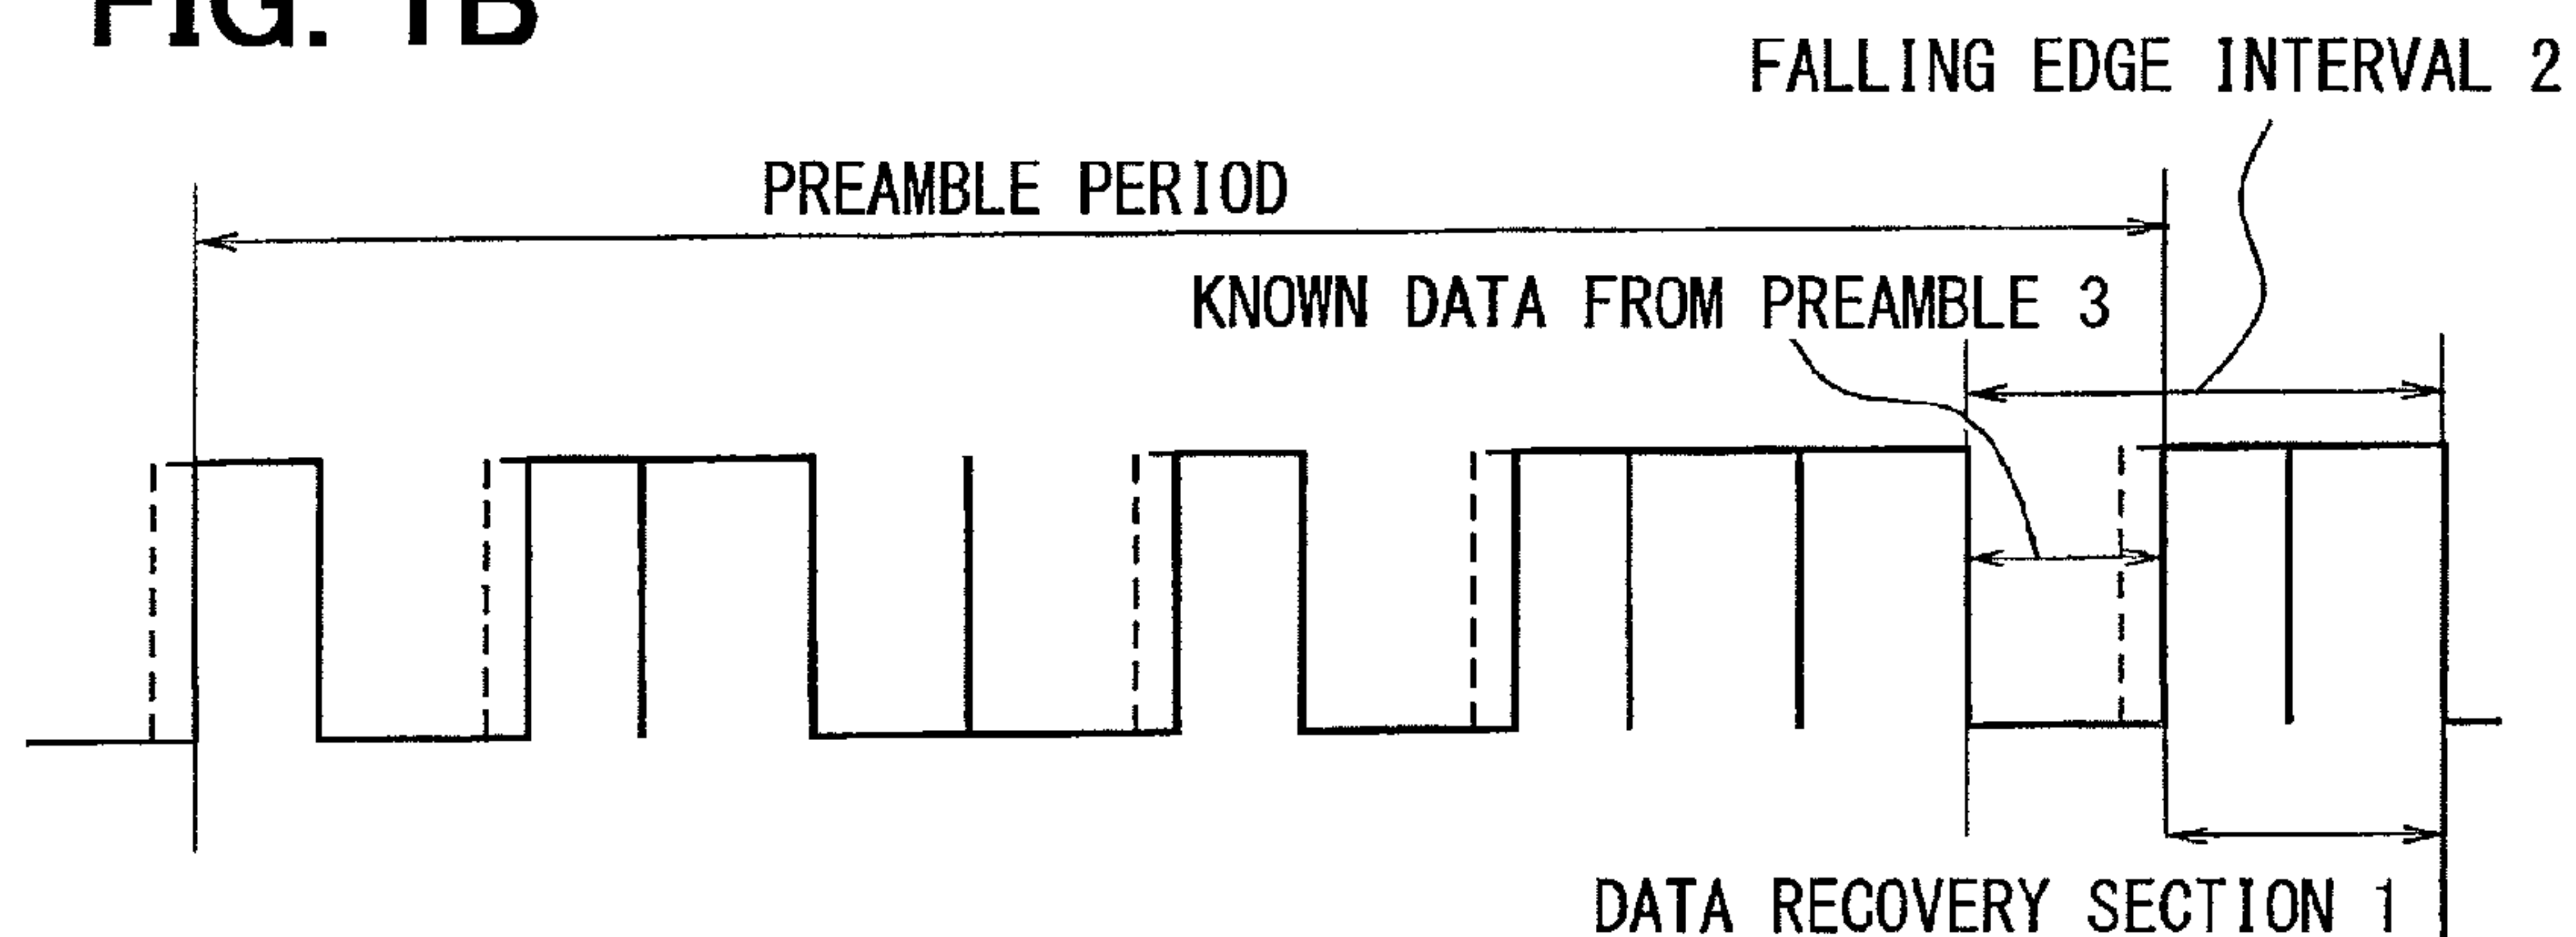 FIG. 1B
FALLING EDGE INTERVAL 2
PREAMBLE PERIOD
KNOWN DATA FROM PREAMBLE 3
DATA RECOVERY SECTION 1